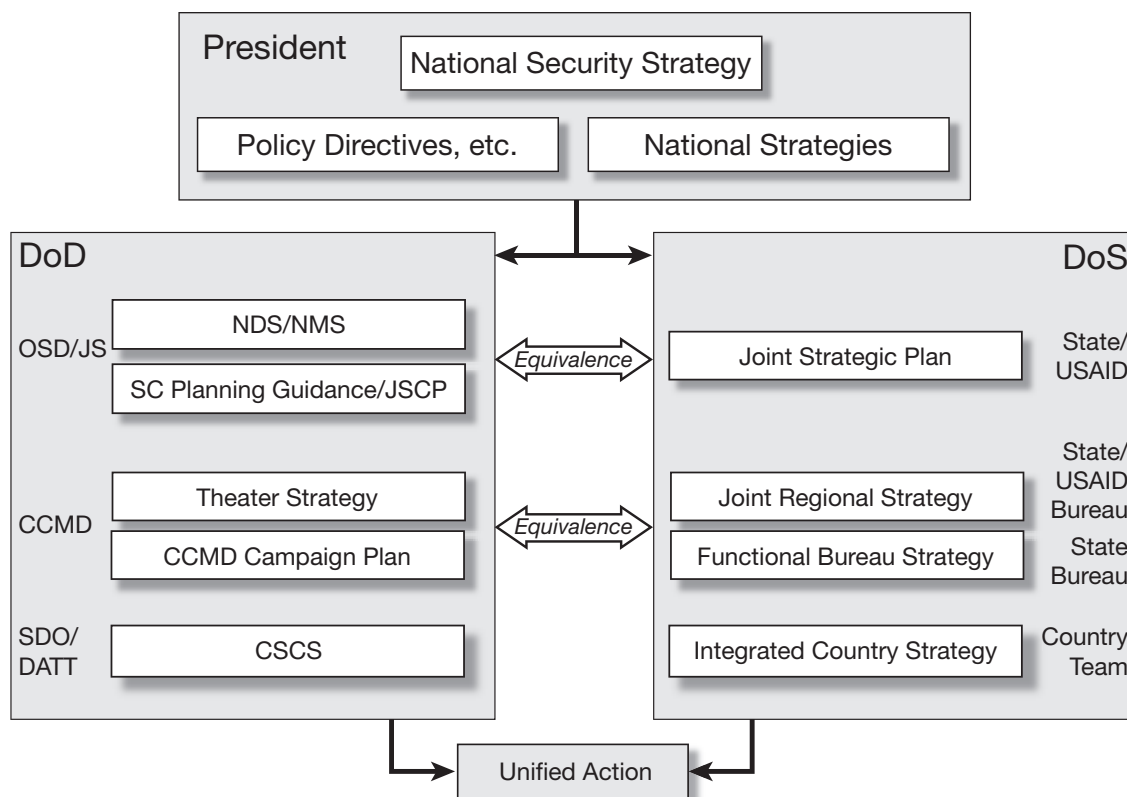 President
National Security Strategy
Policy Directives, etc.
National Strategies
DoD
DoS
OSD/JS
NDS/NMS
SC Planning Guidance/JSCP
Equivalence
Joint Strategic Plan
State/
USAID
CCMD
Theater Strategy
CCMD Campaign Plan
Equivalence
Joint Regional Strategy
Functional Bureau Strategy
State/
USAID
Bureau
State
Bureau
SDO/
DATT
CSCS
Integrated Country Strategy
Country
Team
Unified Action